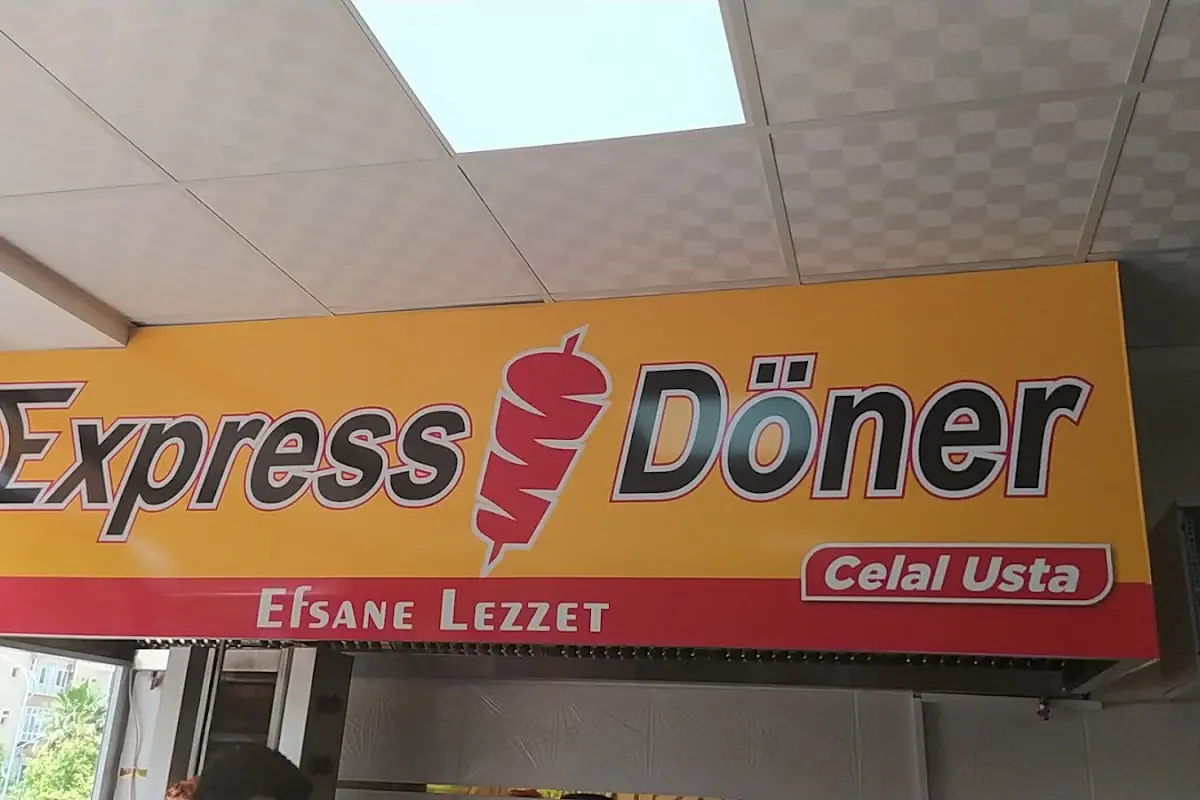 Express Döner
Celal Usta
Efsane Lezzet